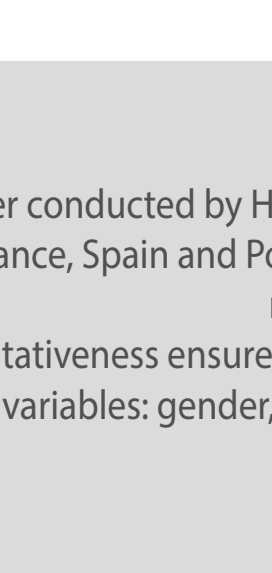 er conducted by H
ance, Spain and Po
tativeness ensure
variables: gender,